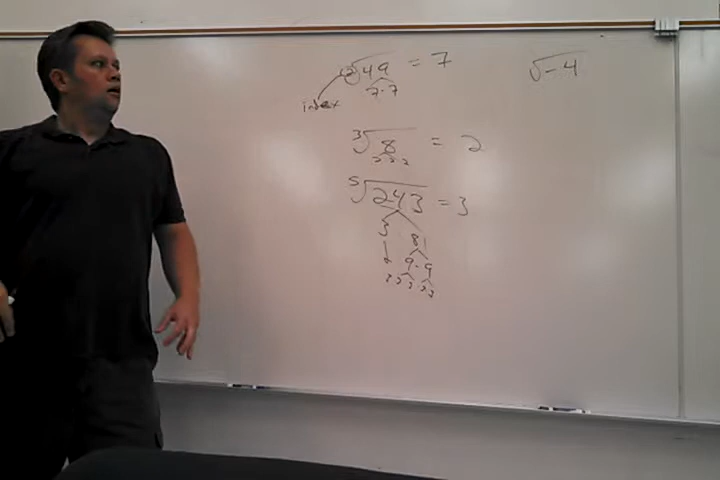 ²√49 = 7
7·7
index
³√8 = 2
2·2·2
⁵√243 = 3
3 81
9·9
3 3 3 3 3
√-4